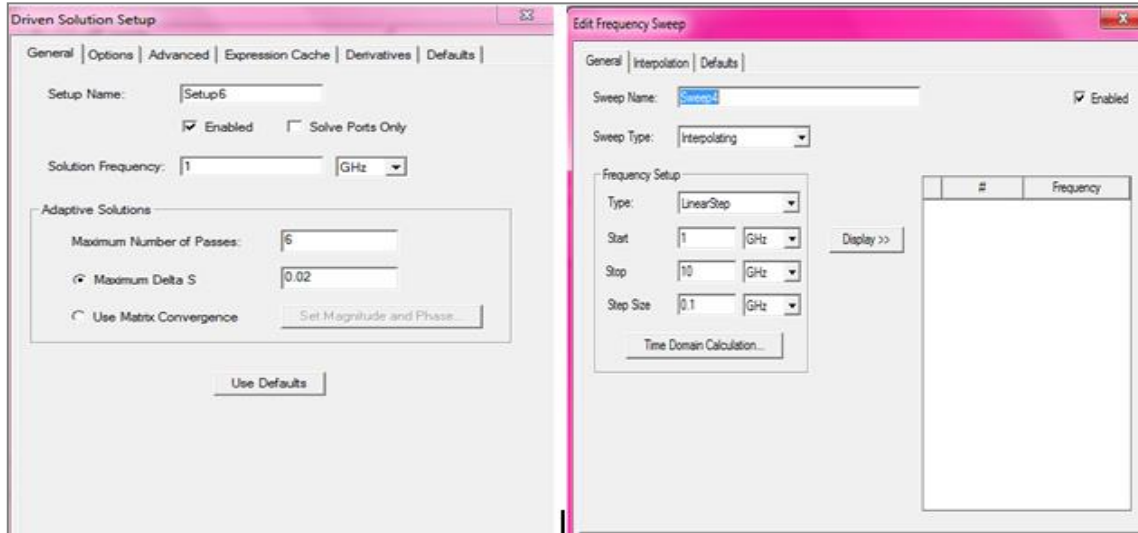 Driven Solution Setup
General Options Advanced Expression Cache Derivatives Defaults
Setup Name: Setup6
Enabled Solve Ports Only
Solution Frequency: 1 GHz
Adaptive Solutions
Maximum Number of Passes: 6
Maximum Delta S 0.02
Use Matrix Convergence Set Magnitude and Phase...
Use Defaults
Edit Frequency Sweep
General Interpolation Defaults
Sweep Name: Sweep4 Enabled
Sweep Type: Interpolating
Frequency Setup
Type: LinearStep
Start 1 GHz
Stop 10 GHz
Step Size 0.1 GHz
Time Domain Calculation...
Display >>
# Frequency